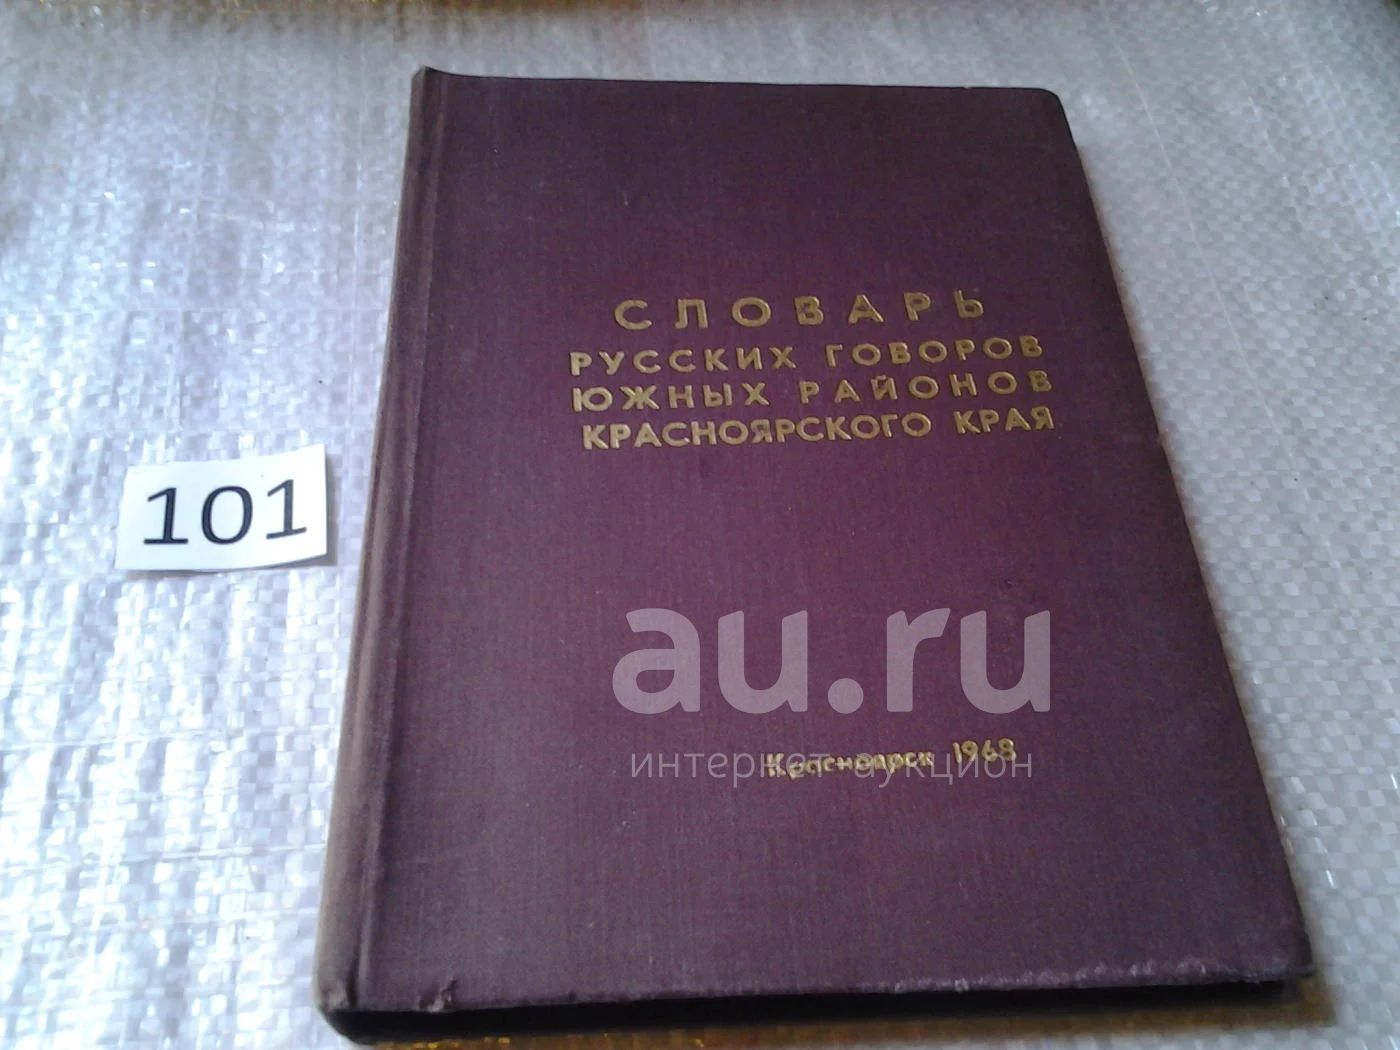 СЛОВАРЬ
РУССКИХ ГОВОРОВ
ЮЖНЫХ РАЙОНОВ
КРАСНОЯРСКОГО КРАЯ
101
au.ru
интернет аукцион
Красноярск 1968